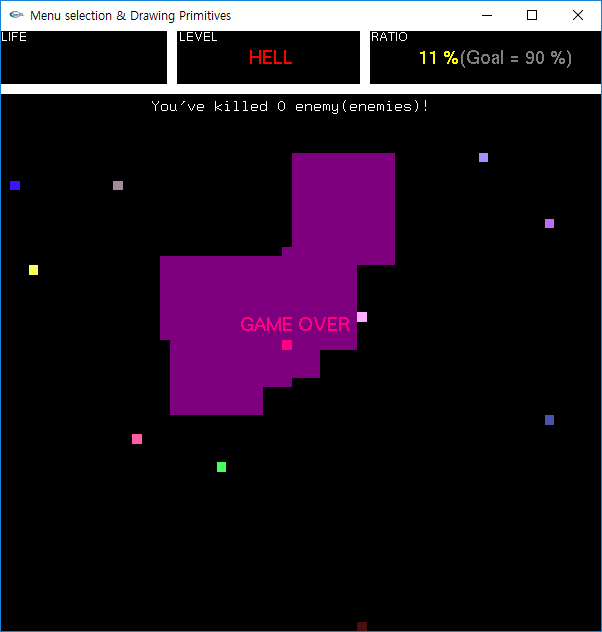 Menu selection & Drawing Primitives
LIFE
LEVEL
HELL
RATIO
11 %(Goal = 90 %)
You've killed 0 enemy(enemies)!
GAME OVER